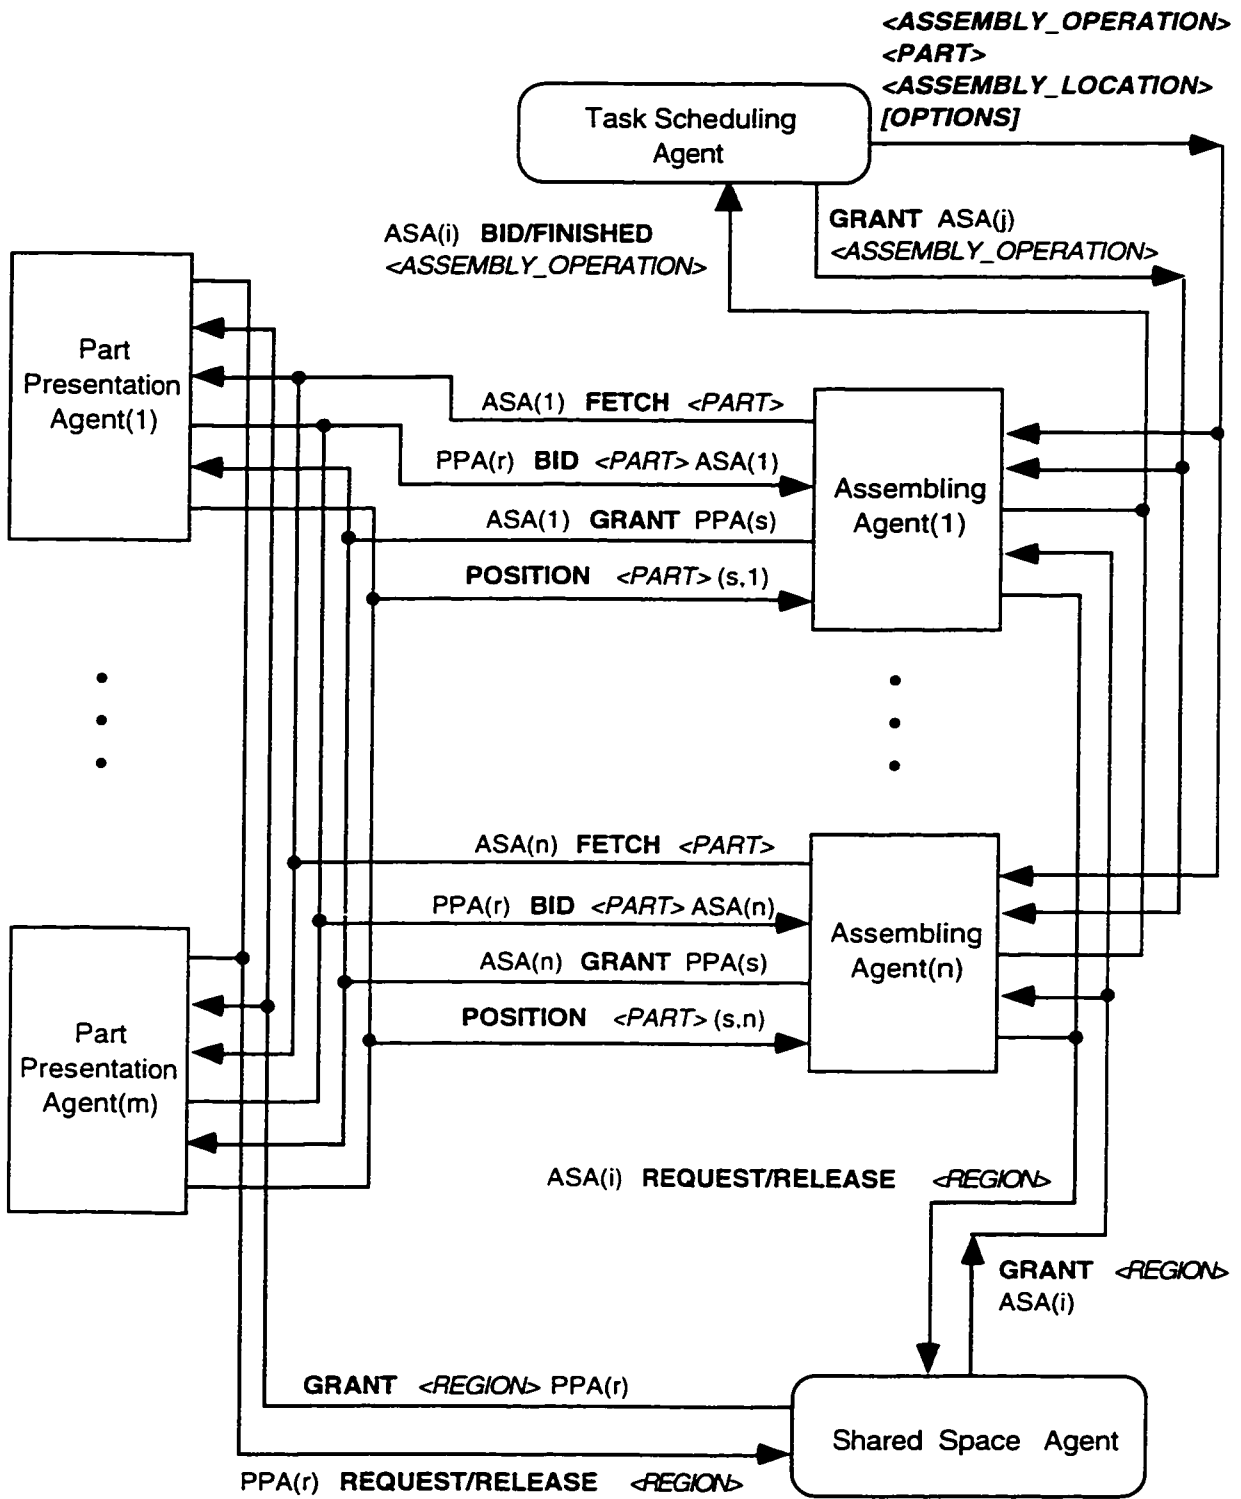 <ASSEMBLY_OPERATION>
<PART>
<ASSEMBLY_LOCATION>
[OPTIONS]
Task Scheduling
Agent
ASA(i) BID/FINISHED
<ASSEMBLY_OPERATION>
GRANT ASA(j)
<ASSEMBLY_OPERATION>
Part
Presentation
Agent(1)
ASA(1) FETCH <PART>
PPA(r) BID <PART> ASA(1)
ASA(1) GRANT PPA(s)
POSITION <PART> (s,1)
Assembling
Agent(1)
ASA(n) FETCH <PART>
PPA(r) BID <PART> ASA(n)
ASA(n) GRANT PPA(s)
POSITION <PART> (s,n)
Assembling
Agent(n)
Part
Presentation
Agent(m)
ASA(i) REQUEST/RELEASE <REGION>
GRANT <REGION>
ASA(i)
GRANT <REGION> PPA(r)
Shared Space Agent
PPA(r) REQUEST/RELEASE <REGION>